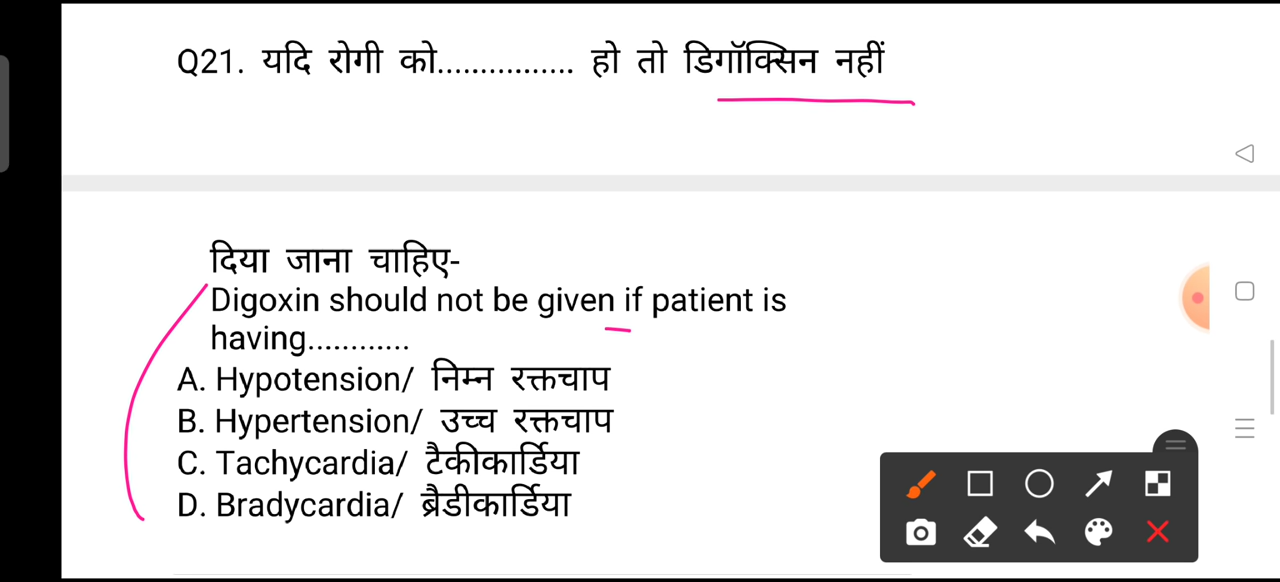 Q21. यदि रोगी को................ हो तो डिगॉक्सिन नहीं
दिया जाना चाहिए-
Digoxin should not be given if patient is
having............
A. Hypotension/ निम्न रक्तचाप
B. Hypertension/ उच्च रक्तचाप
C. Tachycardia/ टैकीकार्डिया
D. Bradycardia/ ब्रैडीकार्डिया